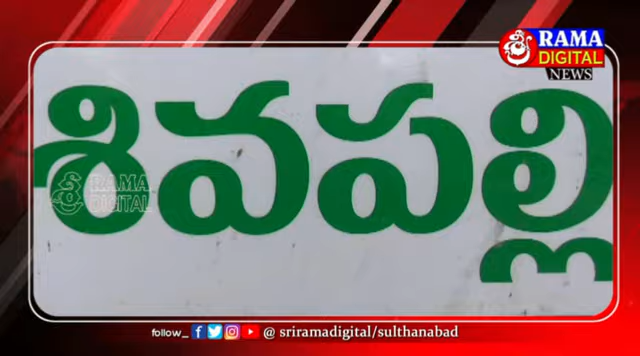 RAMA
DIGITAL
NEWS
శివపల్లి
RAMA
DIGITAL
follow_ @ sriramadigital/sulthanabad